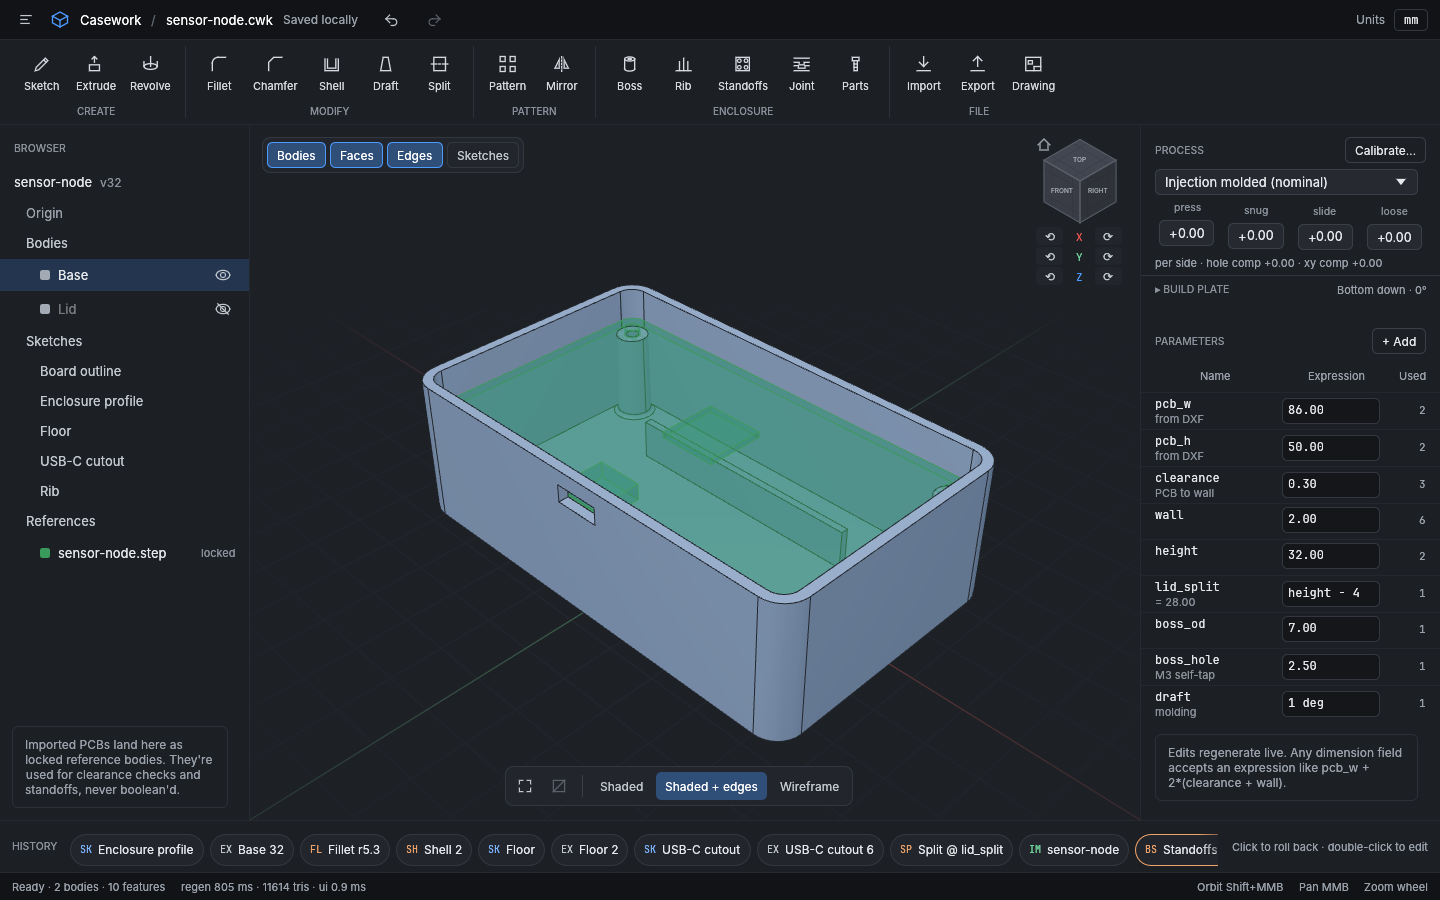 Casework / sensor-node.cwk Saved locally
Units mm
Sketch Extrude Revolve
CREATE
Fillet Chamfer Shell Draft Split
MODIFY
Pattern Mirror
PATTERN
Boss Rib Standoffs Joint Parts
ENCLOSURE
Import Export Drawing
FILE
BROWSER
sensor-node v32
Origin
Bodies
Base
Lid
Sketches
Board outline
Enclosure profile
Floor
USB-C cutout
Rib
References
sensor-node.step locked
Imported PCBs land here as
locked reference bodies. They're
used for clearance checks and
standoffs, never boolean'd.
Bodies Faces Edges Sketches
TOP
FRONT RIGHT
X
Y
Z
Shaded Shaded + edges Wireframe
PROCESS Calibrate...
Injection molded (nominal)
press snug slide loose
+0.00 +0.00 +0.00 +0.00
per side · hole comp +0.00 · xy comp +0.00
BUILD PLATE Bottom down · 0°
PARAMETERS + Add
Name Expression Used
pcb_w 86.00 2
from DXF
pcb_h 50.00 2
from DXF
clearance 0.30 3
PCB to wall
wall 2.00 6
height 32.00 2
lid_split height - 4 1
= 28.00
boss_od 7.00 1
boss_hole 2.50 1
M3 self-tap
draft 1 deg 1
molding
Edits regenerate live. Any dimension field
accepts an expression like pcb_w +
2*(clearance + wall).
HISTORY SK Enclosure profile EX Base 32 FL Fillet r5.3 SH Shell 2 SK Floor EX Floor 2 SK USB-C cutout EX USB-C cutout 6 SP Split @ lid_split IM sensor-node BS Standoffs Click to roll back · double-click to edit
Ready · 2 bodies · 10 features regen 805 ms · 11614 tris · ui 0.9 ms Orbit Shift+MMB Pan MMB Zoom wheel